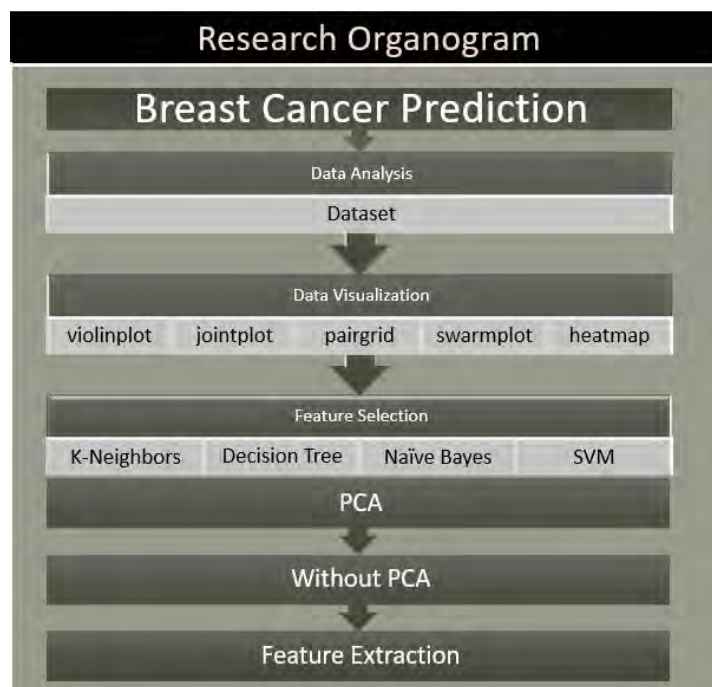 Research Organogram
Breast Cancer Prediction
Data Analysis
Dataset
Data Visualization
violinplot jointplot pairgrid swarmplot heatmap
Feature Selection
K-Neighbors Decision Tree Naïve Bayes SVM
PCA
Without PCA
Feature Extraction